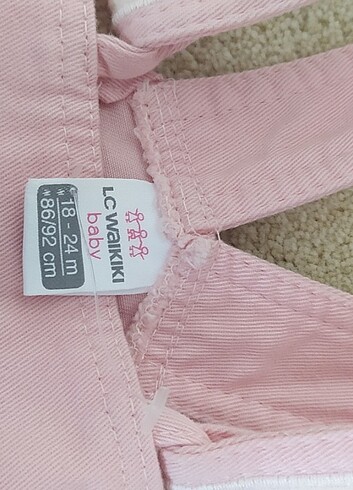 LC WAIKIKI
baby
18 - 24 m
86/92 cm